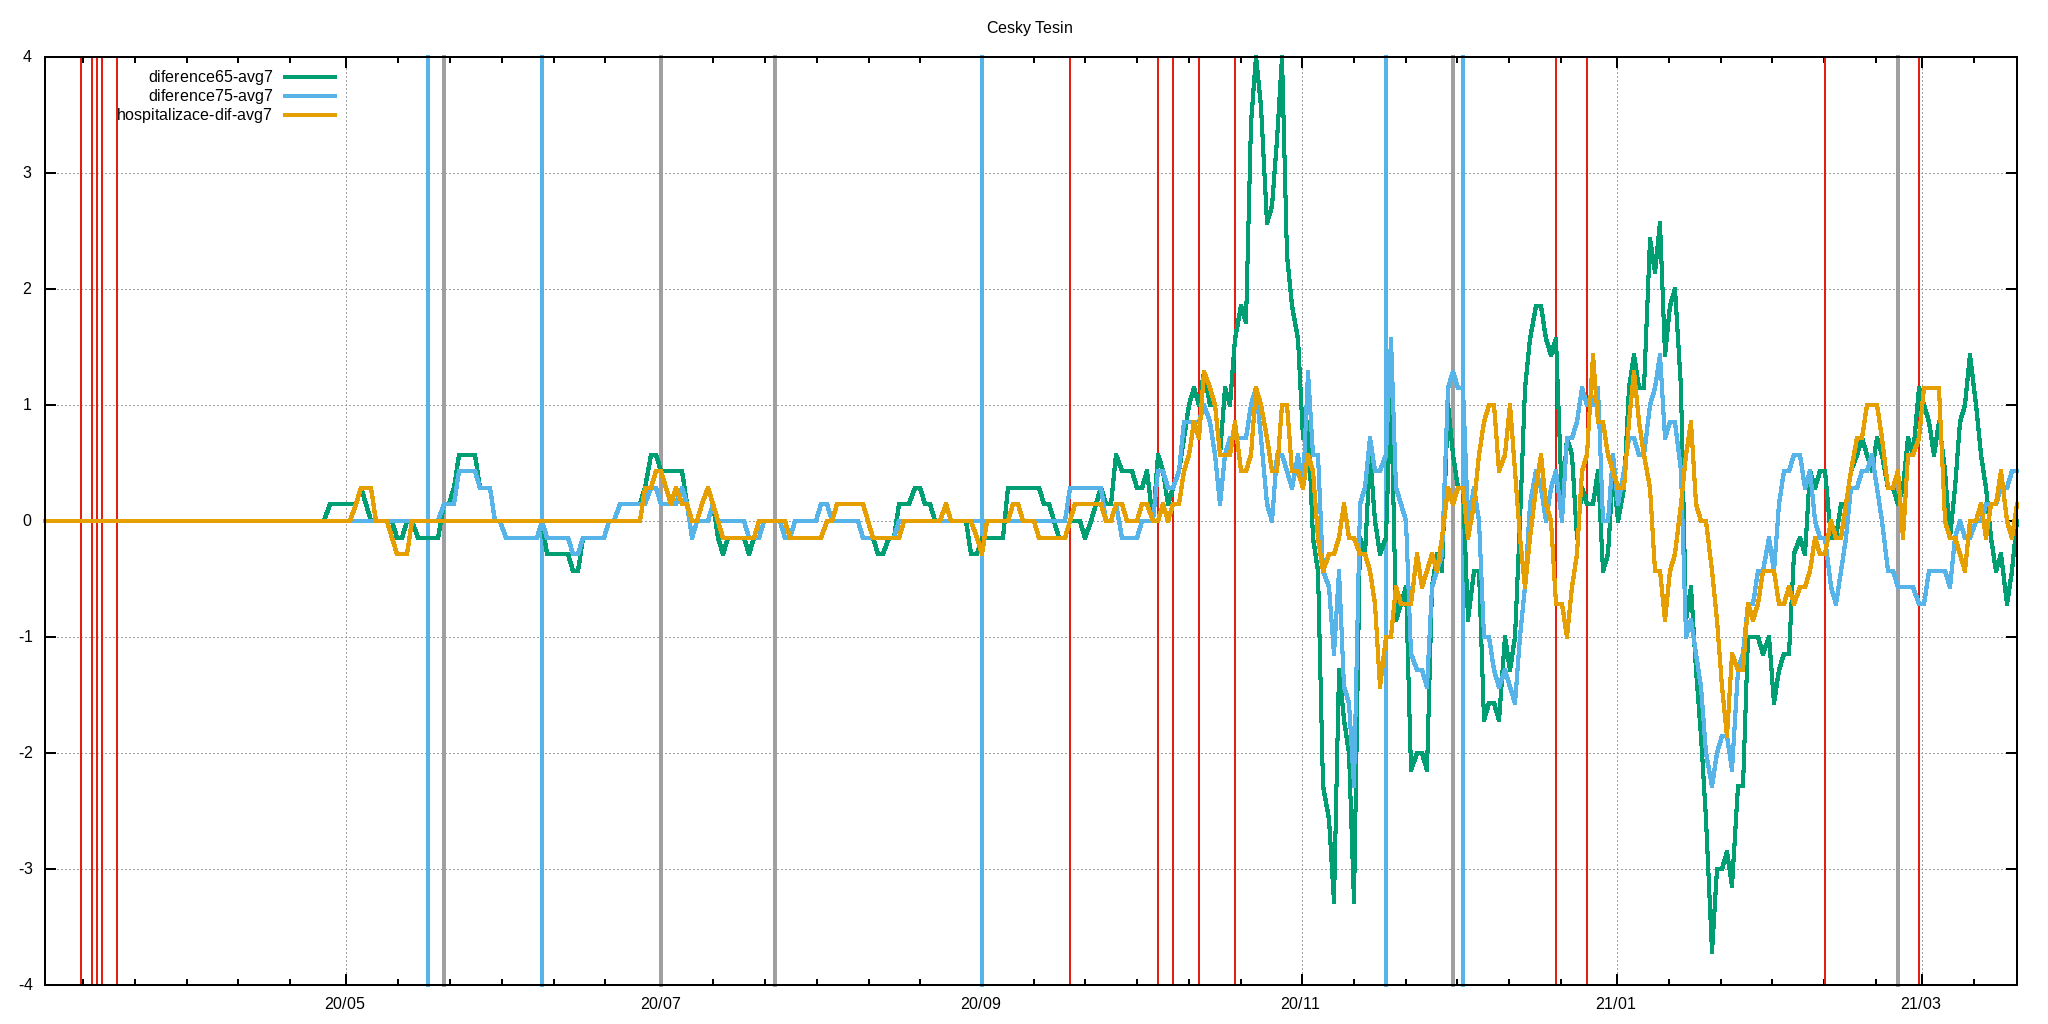 Cesky Tesin
diference65-avg7
diference75-avg7
hospitalizace-dif-avg7
4
3
2
1
0
-1
-2
-3
-4
20/05 20/07 20/09 20/11 21/01 21/03